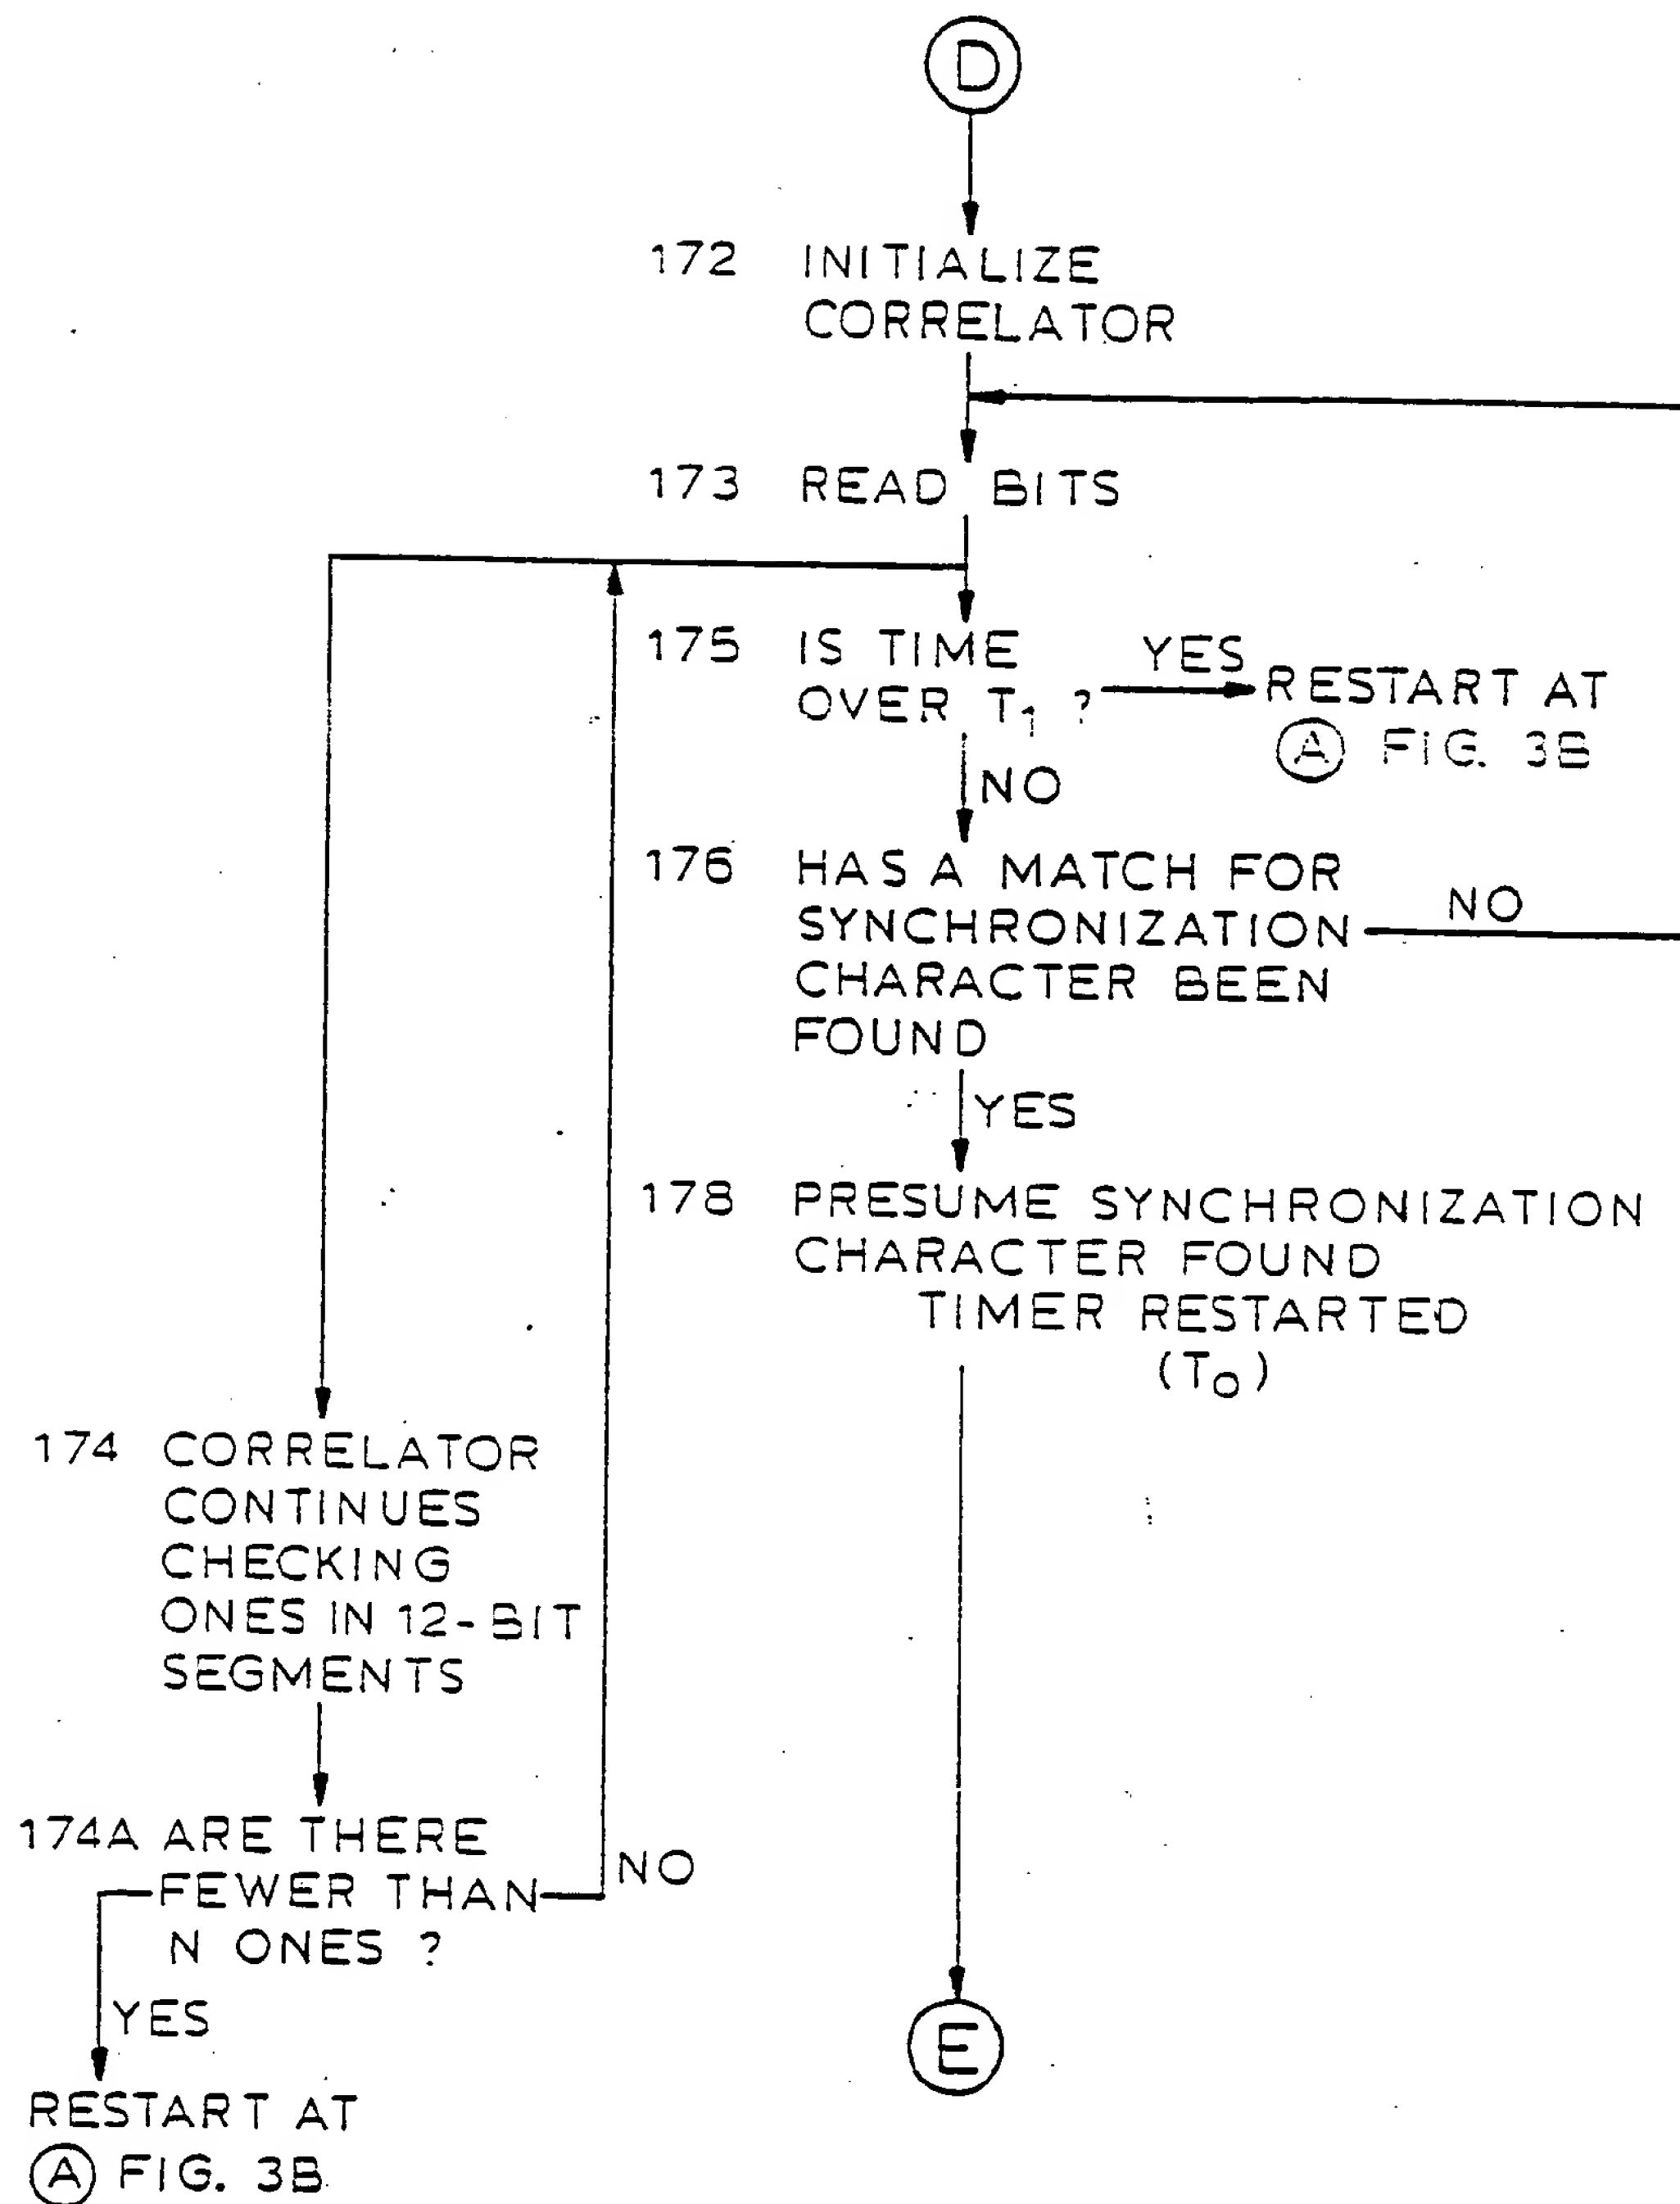 D
172 INITIALIZE
CORRELATOR
173 READ BITS
175 IS TIME
OVER T1 ?
YES
RESTART AT
A FIG. 3B
NO
176 HAS A MATCH FOR
SYNCHRONIZATION
CHARACTER BEEN
FOUND
NO
YES
178 PRESUME SYNCHRONIZATION
CHARACTER FOUND
TIMER RESTARTED
(T0)
174 CORRELATOR
CONTINUES
CHECKING
ONES IN 12-BIT
SEGMENTS
174A ARE THERE
FEWER THAN
N ONES ?
NO
YES
RESTART AT
A FIG. 3B
E